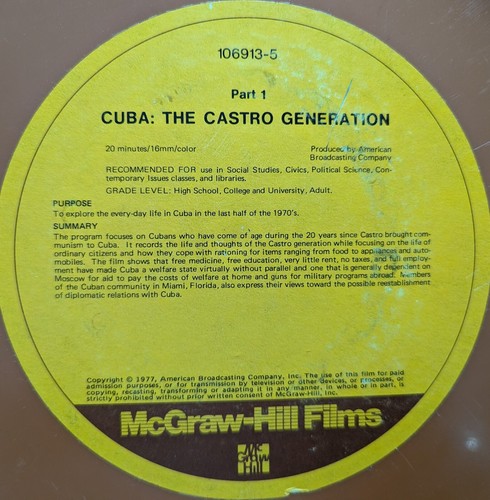 106913-5
Part 1
CUBA: THE CASTRO GENERATION
20 minutes/16mm/color Produced by American
Broadcasting Company
RECOMMENDED FOR use in Social Studies, Civics, Political Science, Con-
temporary Issues classes, and libraries.
GRADE LEVEL: High School, College and University, Adult.
PURPOSE
To explore the every-day life in Cuba in the last half of the 1970's.
SUMMARY
The program focuses on Cubans who have come of age during the 20 years since Castro brought com-
munism to Cuba. It records the life and thoughts of the Castro generation while focusing on the life of
ordinary citizens and how they cope with rationing for items ranging from food to appliances and auto-
mobiles. The film shows that free medicine, free education, very little rent, no taxes, and full employ-
ment have made Cuba a welfare state virtually without parallel and one that is generally dependent on
Moscow for aid to pay the costs of welfare at home and guns for military programs abroad. Members
of the Cuban community in Miami, Florida, also express their views toward the possible reestablishment
of diplomatic relations with Cuba.
Copyright © 1977, American Broadcasting Company, Inc. The use of this film for paid
admission purposes, or for transmission by television or other devices, or processes, or
copying, recasting, transforming or adapting it in any manner, in whole or in part, is
strictly prohibited without prior written consent of McGraw-Hill, Inc.
McGraw-Hill Films
Mc
Graw
Hill